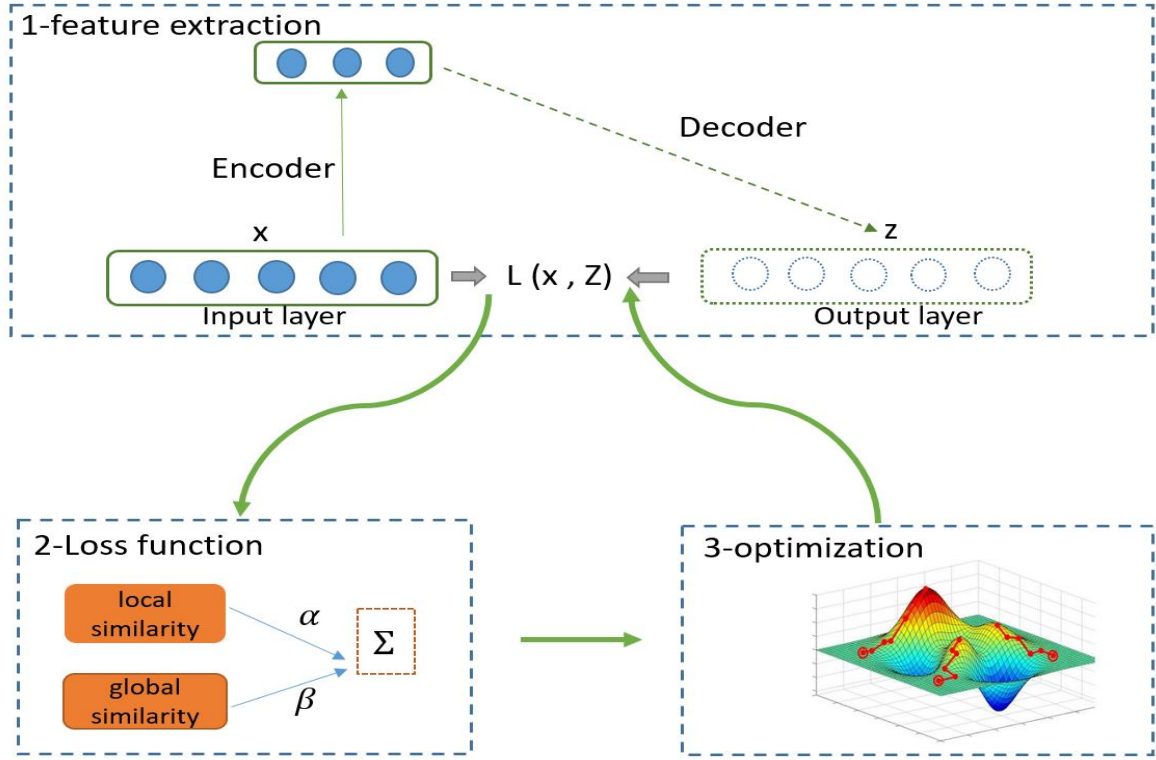 1-feature extraction
Decoder
Encoder
x
z
L (x , Z)
Input layer
Output layer
2-Loss function
local
similarity
α
Σ
global
similarity
β
3-optimization